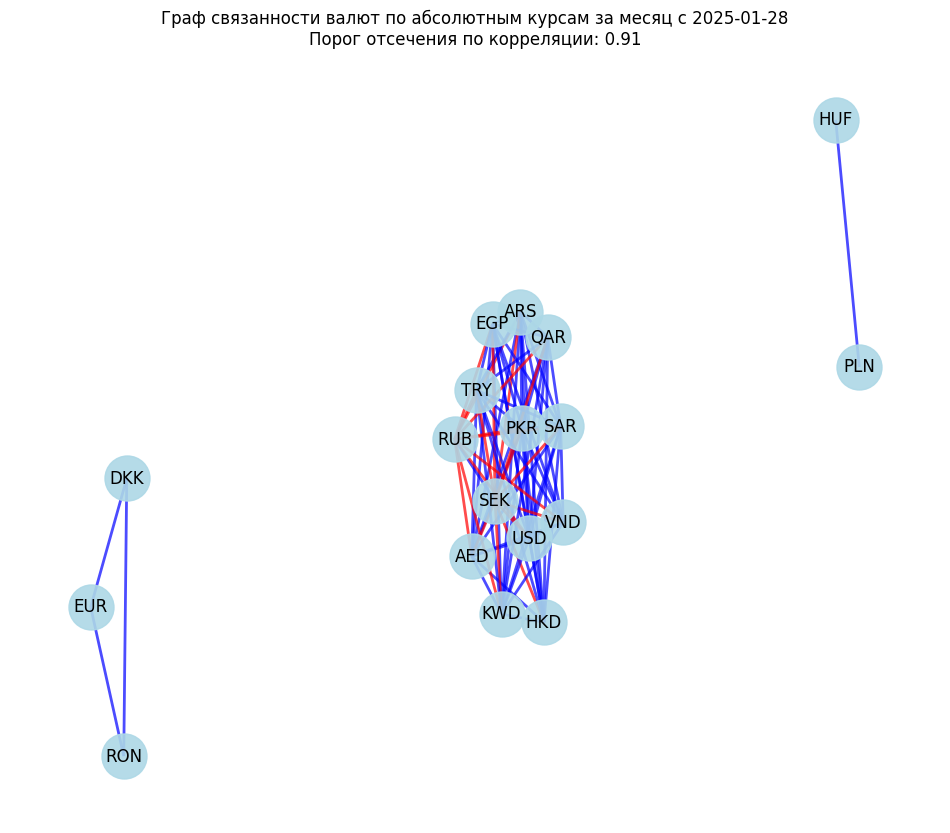 Граф связанности валют по абсолютным курсам за месяц с 2025-01-28
Порог отсечения по корреляции: 0.91
HUF
ARS
EGP
QAR
PLN
TRY
SAR
PKR
RUB
DKK
SEK
VND
USD
AED
EUR
KWD
HKD
RON